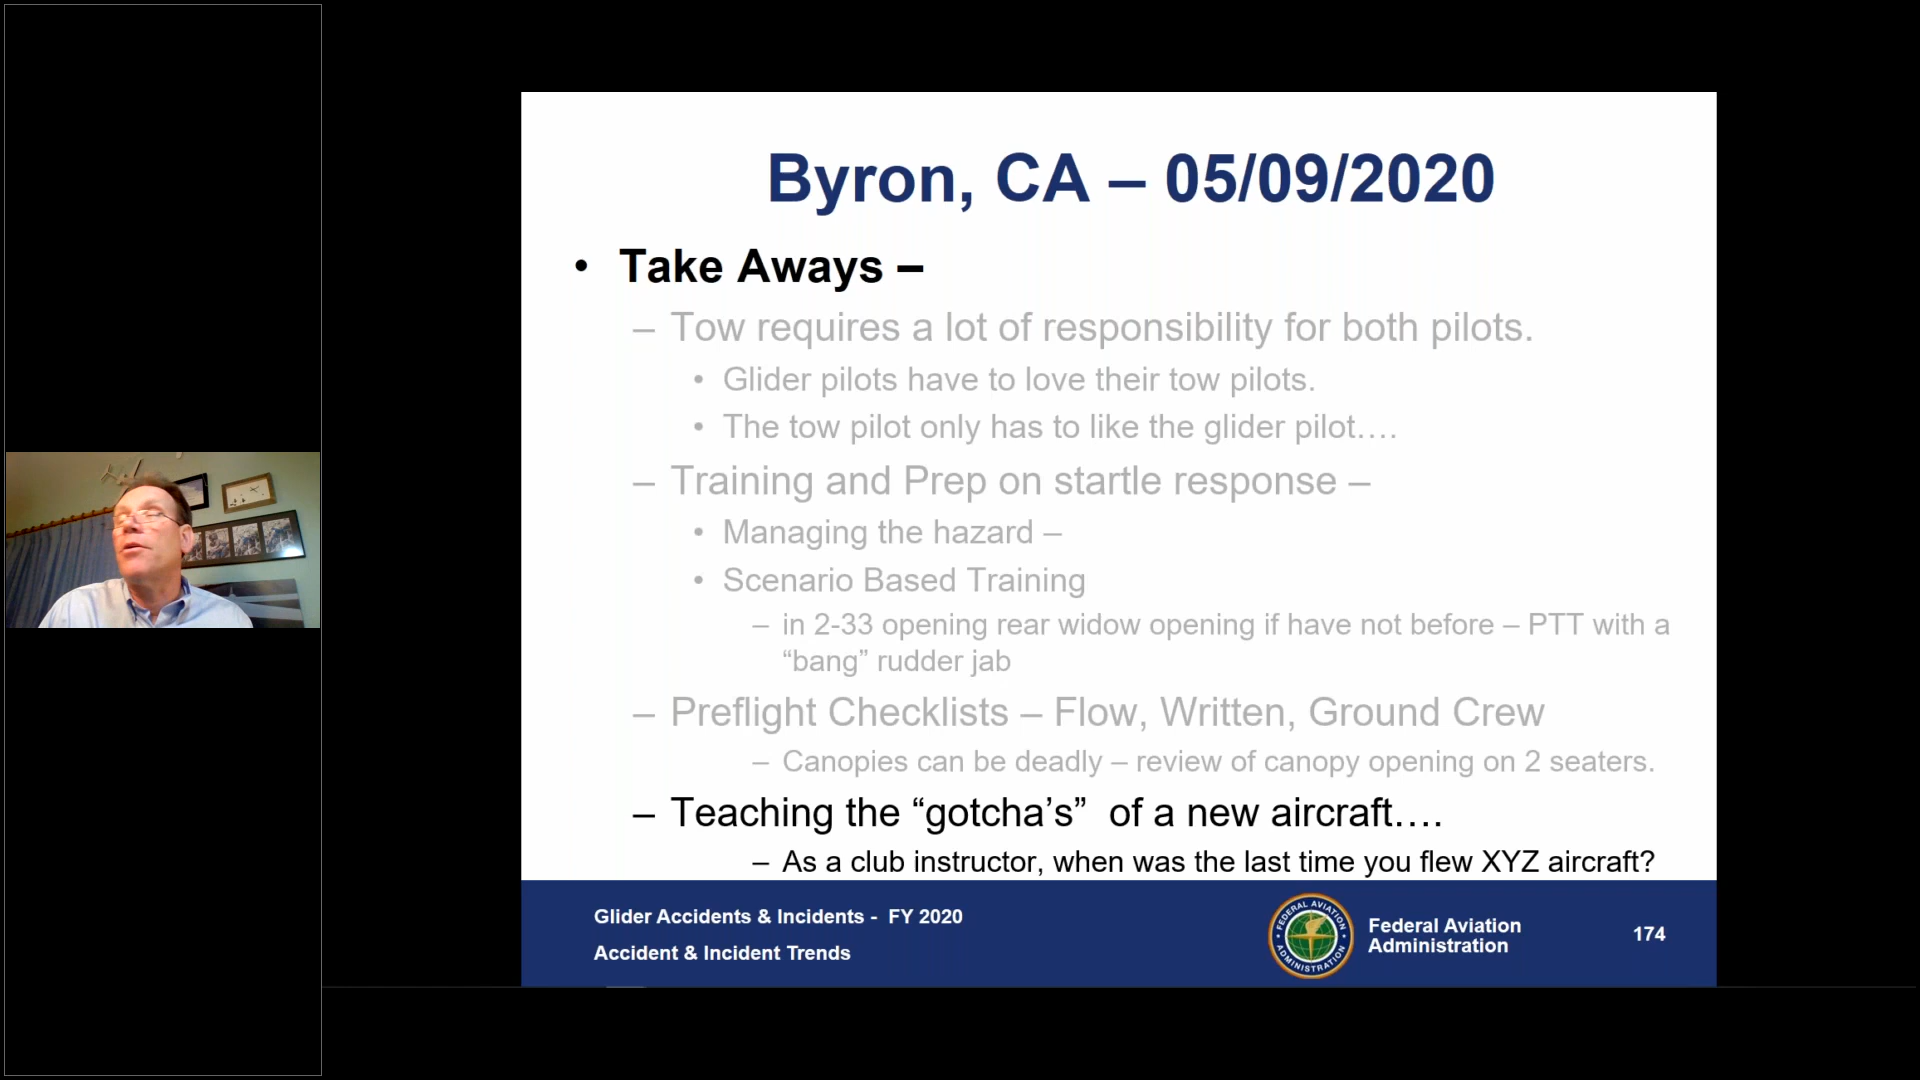 Byron, CA – 05/09/2020
• Take Aways –
– Tow requires a lot of responsibility for both pilots.
• Glider pilots have to love their tow pilots.
• The tow pilot only has to like the glider pilot….
– Training and Prep on startle response –
• Managing the hazard –
• Scenario Based Training
– in 2-33 opening rear widow opening if have not before – PTT with a
“bang” rudder jab
– Preflight Checklists – Flow, Written, Ground Crew
– Canopies can be deadly – review of canopy opening on 2 seaters.
– Teaching the “gotcha’s”  of a new aircraft….
– As a club instructor, when was the last time you flew XYZ aircraft?
Glider Accidents & Incidents -  FY 2020
Accident & Incident Trends
FEDERAL AVIATION
ADMINISTRATION
Federal Aviation
Administration
174